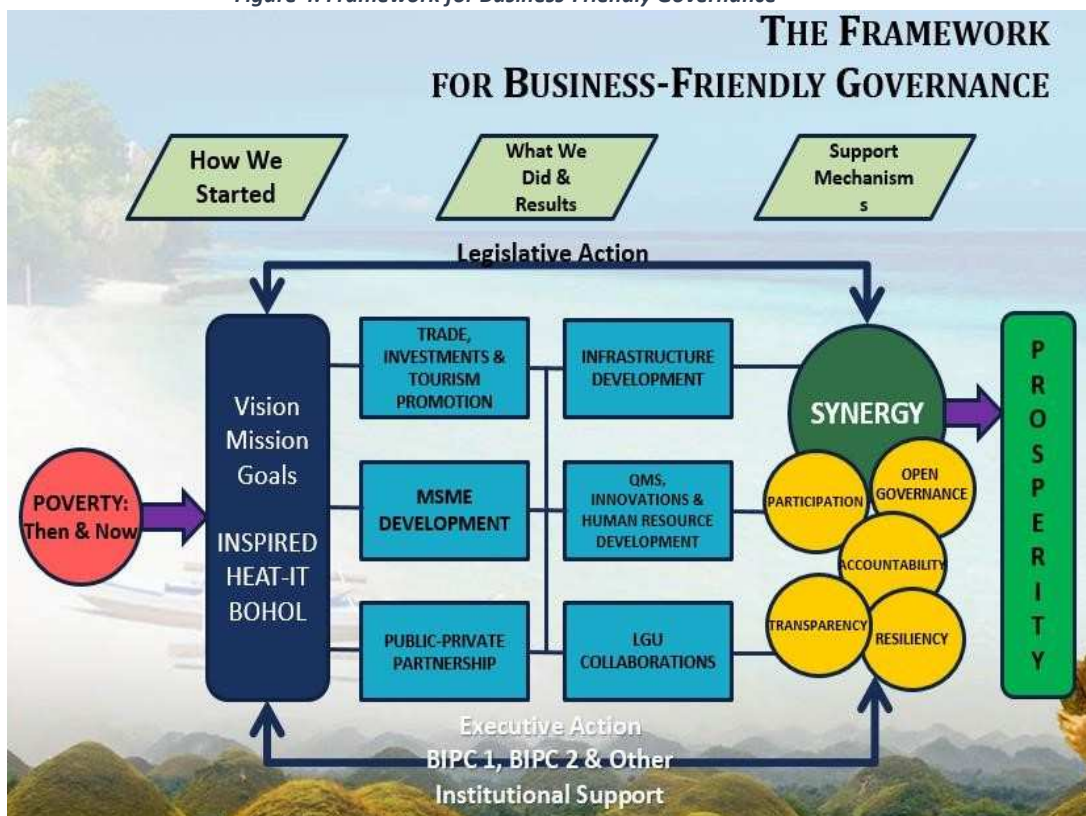 THE FRAMEWORK
FOR BUSINESS-FRIENDLY GOVERNANCE
How We
Started
What We
Did &
Results
Support
Mechanism
s
Legislative Action
POVERTY:
Then & Now
Vision
Mission
Goals
INSPIRED
HEAT-IT
BOHOL
TRADE,
INVESTMENTS &
TOURISM
PROMOTION
INFRASTRUCTURE
DEVELOPMENT
MSME
DEVELOPMENT
QMS,
INNOVATIONS &
HUMAN RESOURCE
DEVELOPMENT
PUBLIC-PRIVATE
PARTNERSHIP
LGU
COLLABORATIONS
SYNERGY
PARTICIPATION
OPEN
GOVERNANCE
ACCOUNTABILITY
TRANSPARENCY
RESILIENCY
P
R
O
S
P
E
R
I
T
Y
Executive Action
BIPC 1, BIPC 2 & Other
Institutional Support